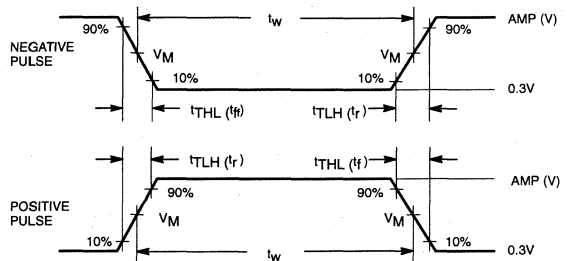 tw
AMP (V)
90%
90%
NEGATIVE
PULSE
VM
VM
10%
10%
0.3V
tTHL (tff)
tTLH (tr)
tTLH (tr)
tTHL (tf)
AMP (V)
90%
90%
POSITIVE
PULSE
VM
VM
10%
10%
tw
0.3V